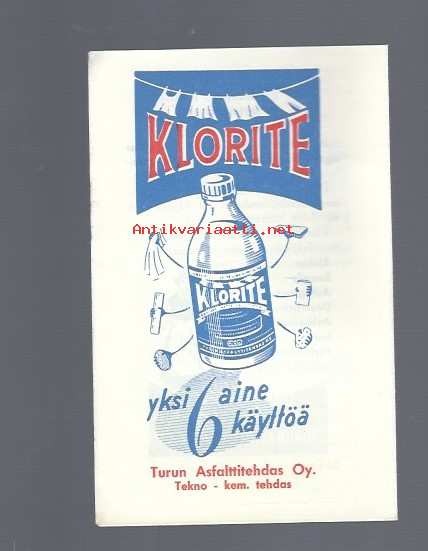 KLORITE
Antikvariaatti.net
KLORITE
yksi 6 aine
käyttöä
Turun Asfalttitehdas Oy.
Tekno - kem. tehdas